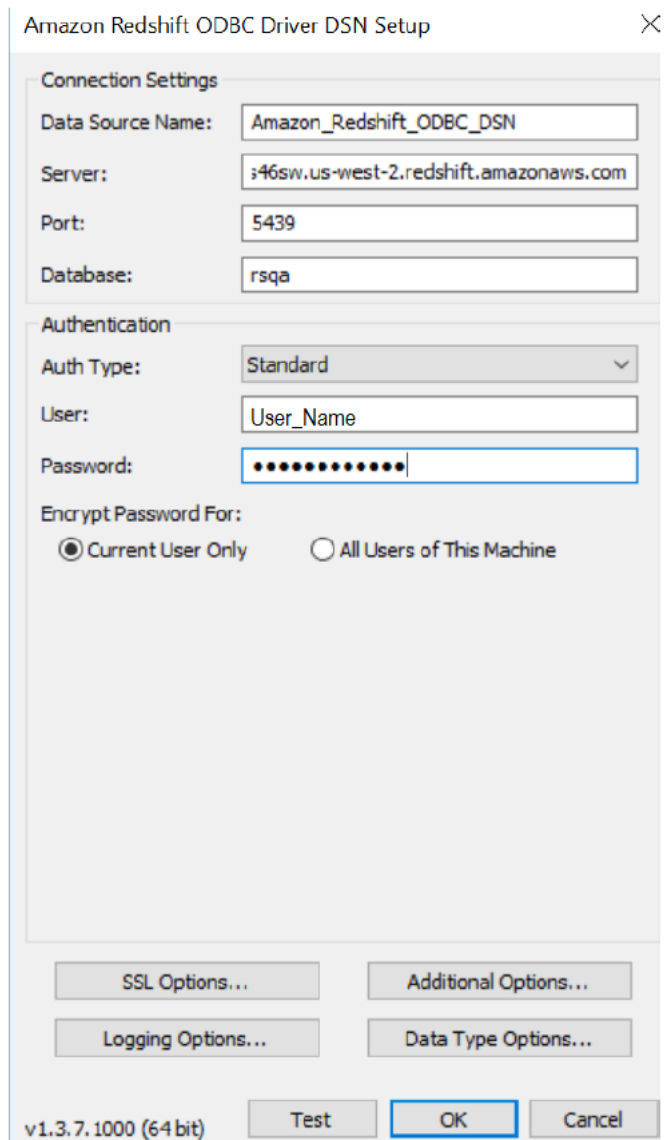 Amazon Redshift ODBC Driver DSN Setup
Connection Settings
Data Source Name: Amazon_Redshift_ODBC_DSN
Server: s46sw.us-west-2.redshift.amazonaws.com
Port: 5439
Database: rsqa
Authentication
Auth Type: Standard
User: User_Name
Password: ●●●●●●●●●●●●
Encrypt Password For:
Current User Only All Users of This Machine
SSL Options... Additional Options...
Logging Options... Data Type Options...
v1.3.7.1000 (64 bit) Test OK Cancel